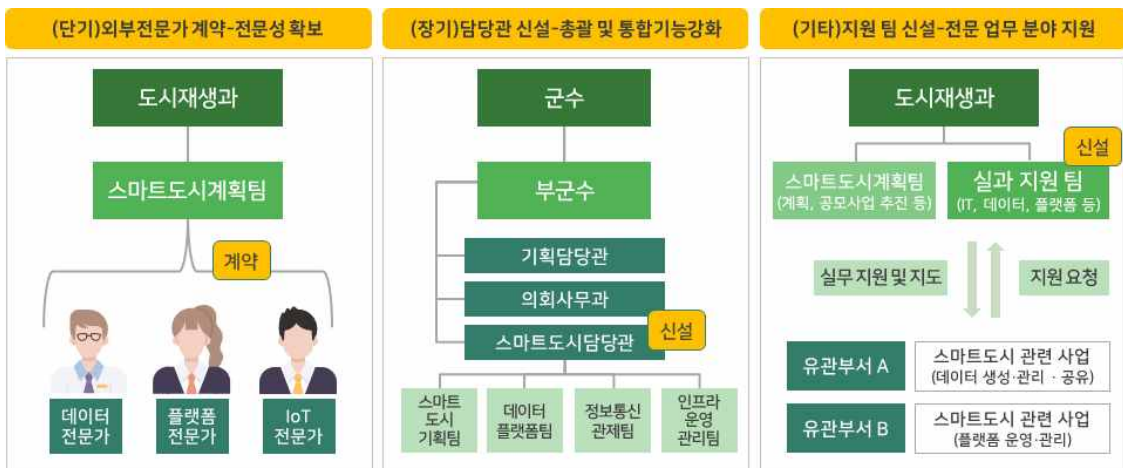 (단기)외부전문가 계약-전문성 확보
도시재생과
스마트도시계획팀
계약
데이터
전문가
플랫폼
전문가
IoT
전문가
(장기)담당관 신설-총괄 및 통합기능강화
군수
부군수
기획담당관
의회사무과
스마트도시담당관
신설
스마트
도시
기획팀
데이터
플랫폼팀
정보통신
관제팀
인프라
운영
관리팀
(기타)지원 팀 신설-전문 업무 분야 지원
도시재생과
신설
스마트도시계획팀
(계획, 공모사업 추진 등)
실과 지원 팀
(IT, 데이터, 플랫폼 등)
실무 지원 및 지도
지원 요청
유관부서 A
스마트도시 관련 사업
(데이터 생성·관리 · 공유)
유관부서 B
스마트도시 관련 사업
(플랫폼 운영·관리)